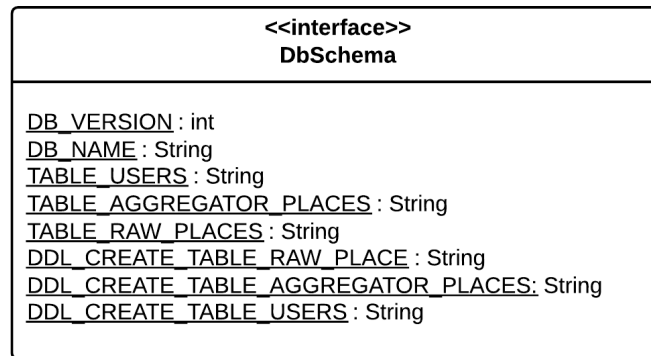 <<interface>>
DbSchema
DB_VERSION : int
DB_NAME : String
TABLE_USERS : String
TABLE_AGGREGATOR_PLACES : String
TABLE_RAW_PLACES : String
DDL_CREATE_TABLE_RAW_PLACE : String
DDL_CREATE_TABLE_AGGREGATOR_PLACES: String
DDL_CREATE_TABLE_USERS : String